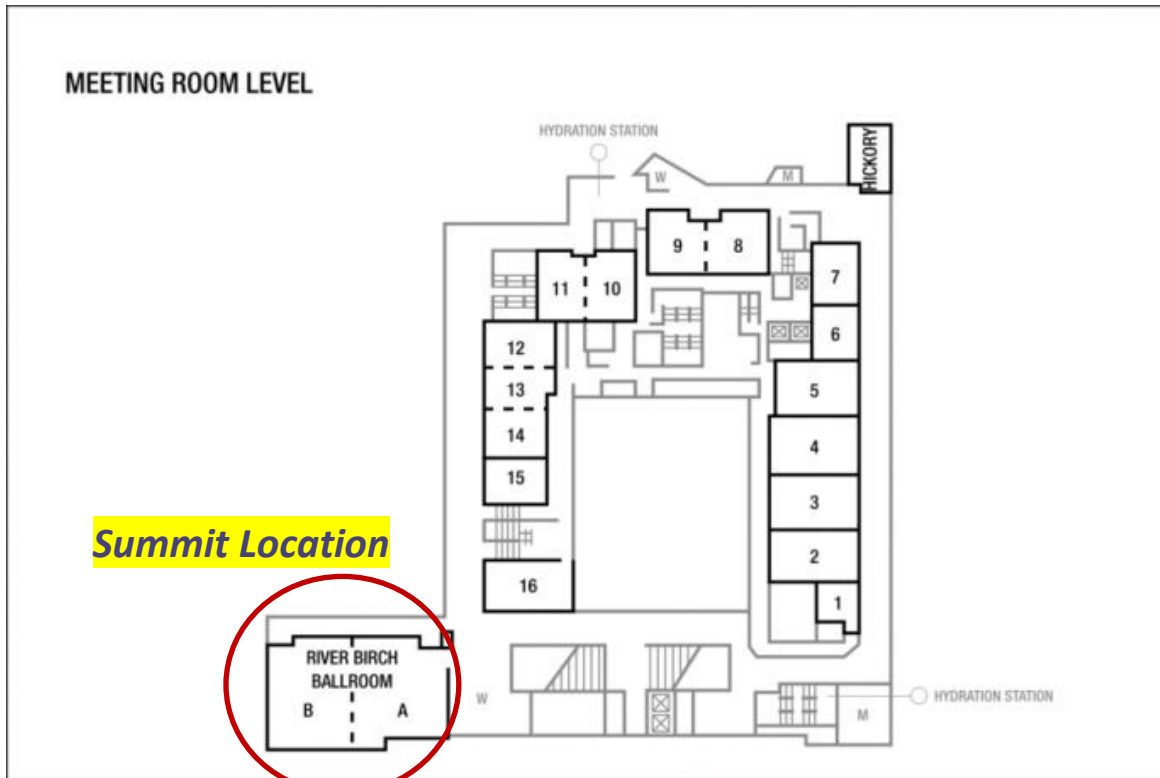 MEETING ROOM LEVEL
HYDRATION STATION
HICKORY
W
M
9
8
7
11
10
6
12
5
13
4
14
15
3
Summit Location
2
16
1
RIVER BIRCH
BALLROOM
B
A
W
HYDRATION STATION
M